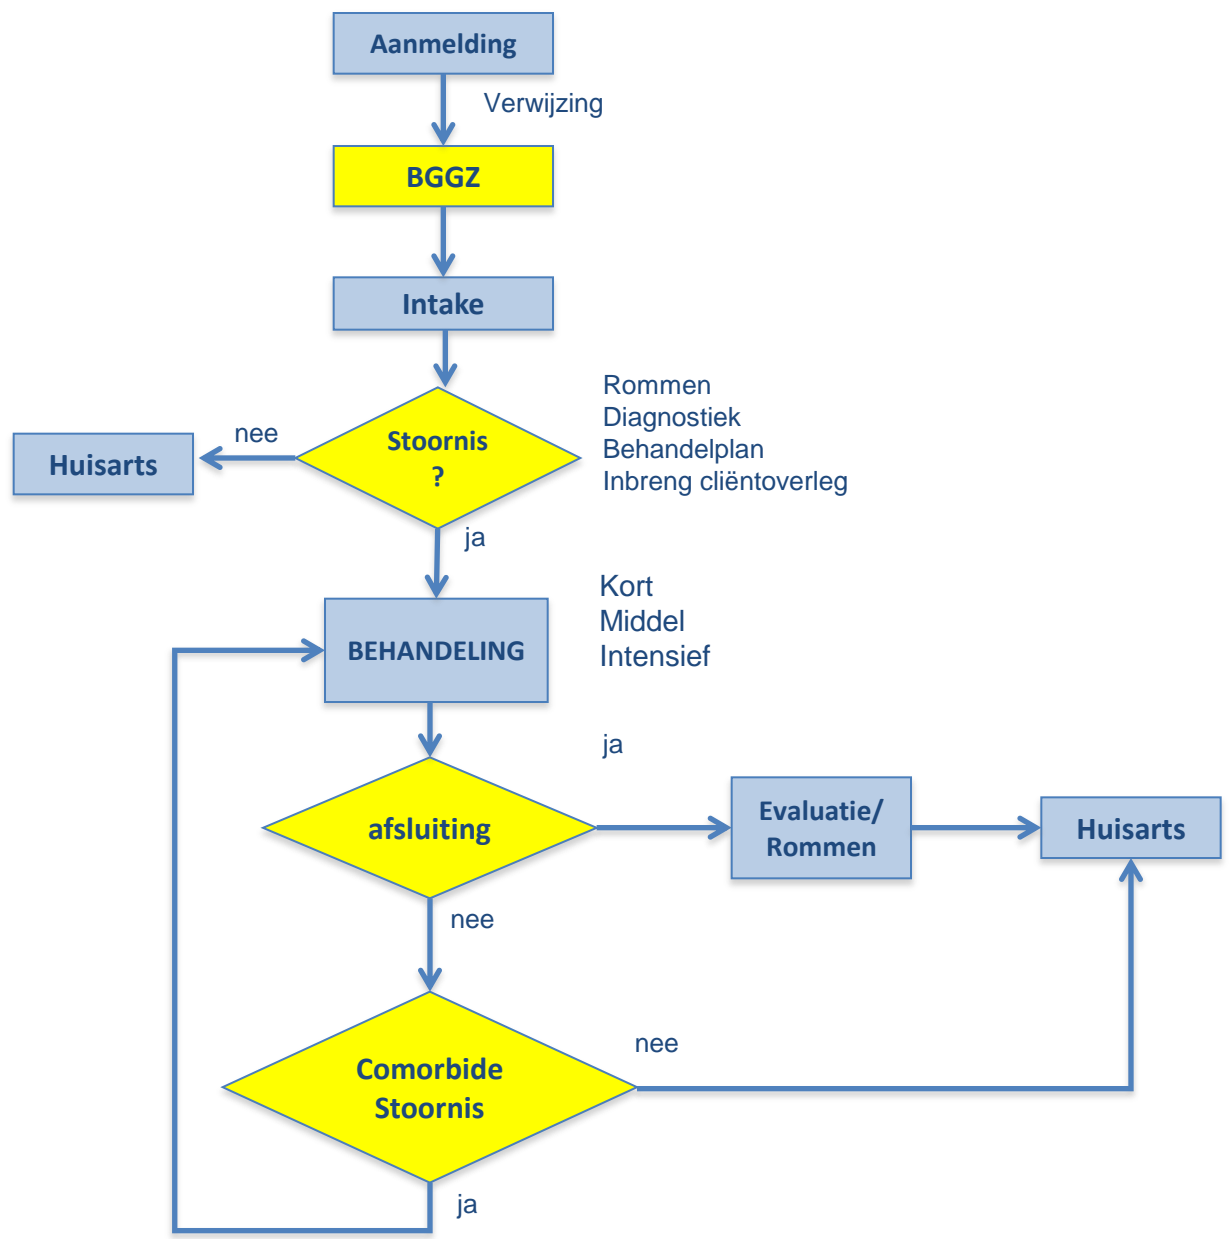 Aanmelding
Verwijzing
BGGZ
Intake
Rommen
Diagnostiek
Behandelplan
Inbreng cliëntoverleg
Stoornis
?
nee
Huisarts
ja
Kort
Middel
Intensief
BEHANDELING
ja
afsluiting
Evaluatie/
Rommen
Huisarts
nee
Comorbide
Stoornis
nee
ja